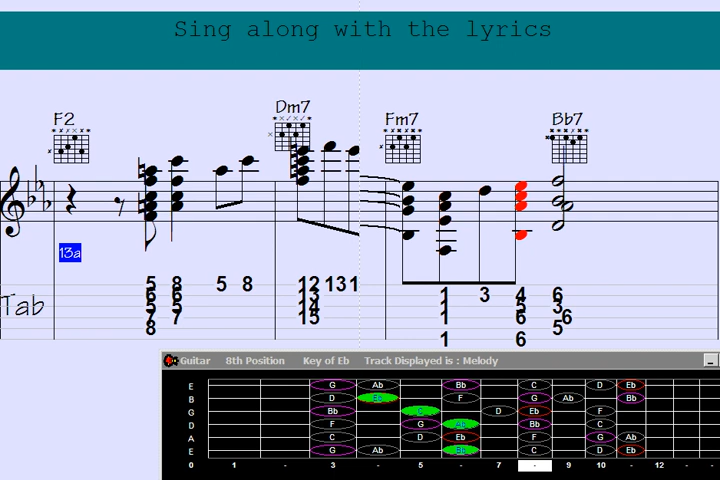 Sing along with the lyrics
F2 Dm7 Fm7 Bb7
13a
Tab
5 8 5 8 12 13 1 4 6
6 6 13 1 3 5 3
5 5 14 1 6 6
7 7 15 1 5
8 1 6
Guitar 8th Position Key of Eb Track Displayed is : Melody
E G Ab Bb C D Eb
B D Eb F G Ab Bb
G Bb C D Eb F
D F G Ab Bb C
A C D Eb F G Ab
E G Ab Bb C D Eb
0 1 - 3 - 5 - 7 - 9 10 - 12 - -